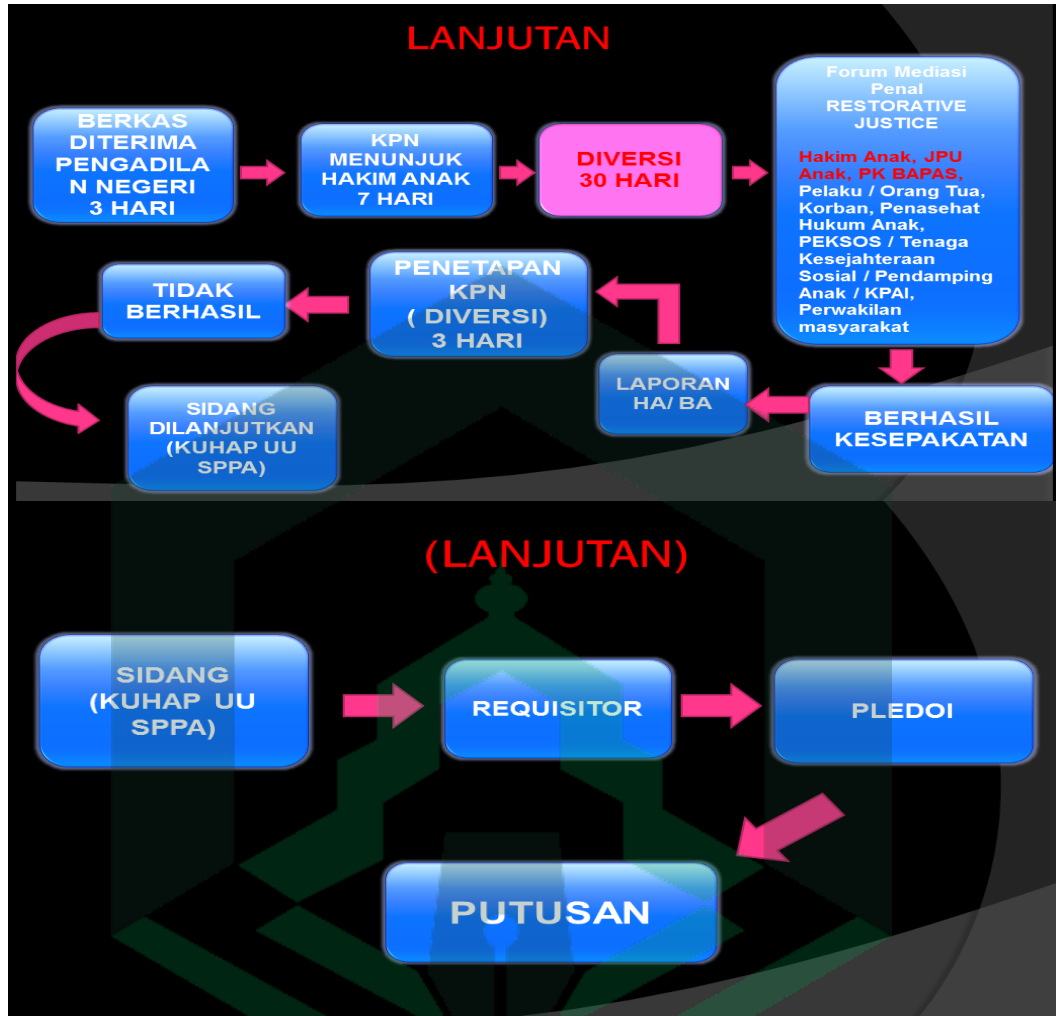 LANJUTAN
BERKAS
DITERIMA
PENGADILA
N NEGERI
3 HARI
KPN
MENUNJUK
HAKIM ANAK
7 HARI
DIVERSI
30 HARI
Forum Mediasi
Penal
RESTORATIVE
JUSTICE
Hakim Anak, JPU
Anak, PK BAPAS,
Pelaku / Orang Tua,
Korban, Penasehat
Hukum Anak,
PEKSOS / Tenaga
Kesejahteraan
Sosial / Pendamping
Anak / KPAI,
Perwakilan
masyarakat
BERHASIL
KESEPAKATAN
LAPORAN
HA/ BA
PENETAPAN
KPN
( DIVERSI)
3 HARI
TIDAK
BERHASIL
SIDANG
DILANJUTKAN
(KUHAP UU
SPPA)
(LANJUTAN)
SIDANG
(KUHAP UU
SPPA)
REQUISITOR
PLEDOI
PUTUSAN